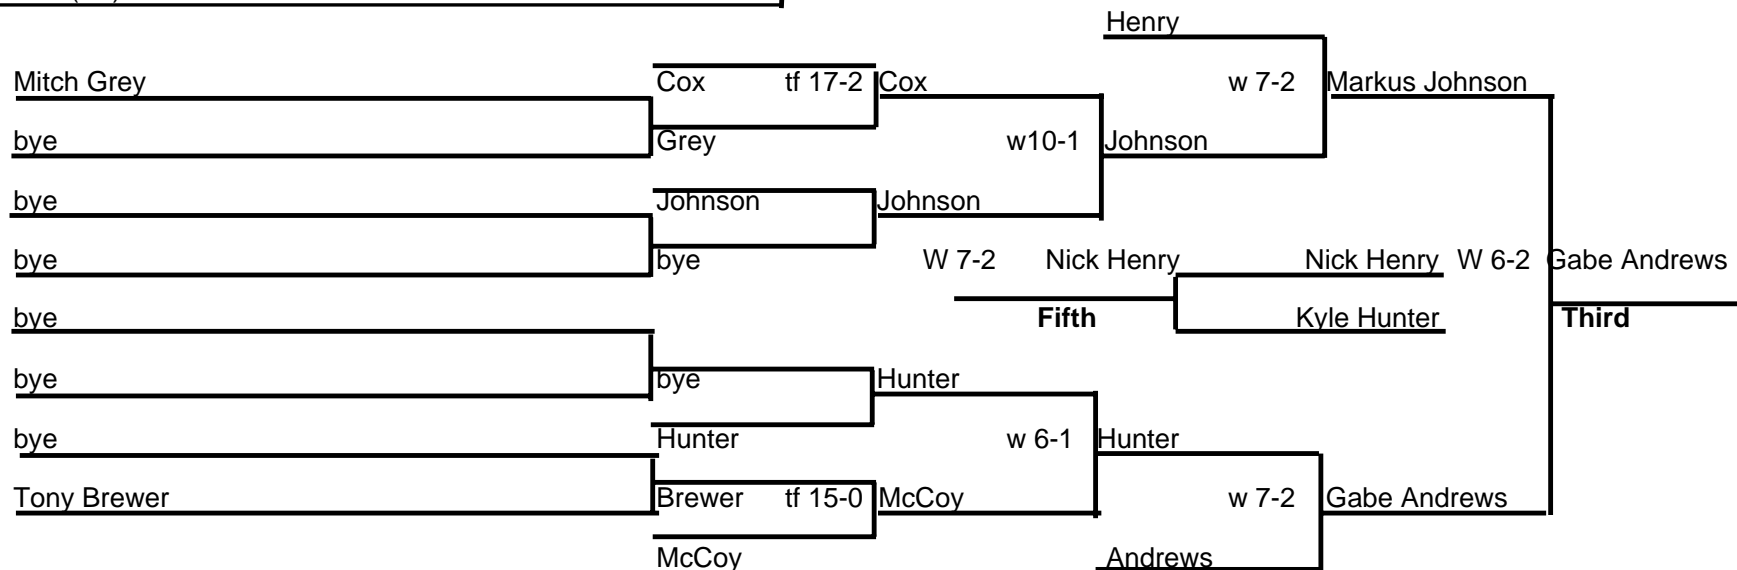 Henry
Mitch Grey Cox tf 17-2 Cox w 7-2 Markus Johnson
bye Grey w10-1 Johnson
bye Johnson Johnson
bye bye W 7-2 Nick Henry Nick Henry W 6-2 Gabe Andrews
bye Fifth Kyle Hunter Third
bye bye Hunter
bye Hunter w 6-1 Hunter
Tony Brewer Brewer tf 15-0 McCoy w 7-2 Gabe Andrews
McCoy Andrews